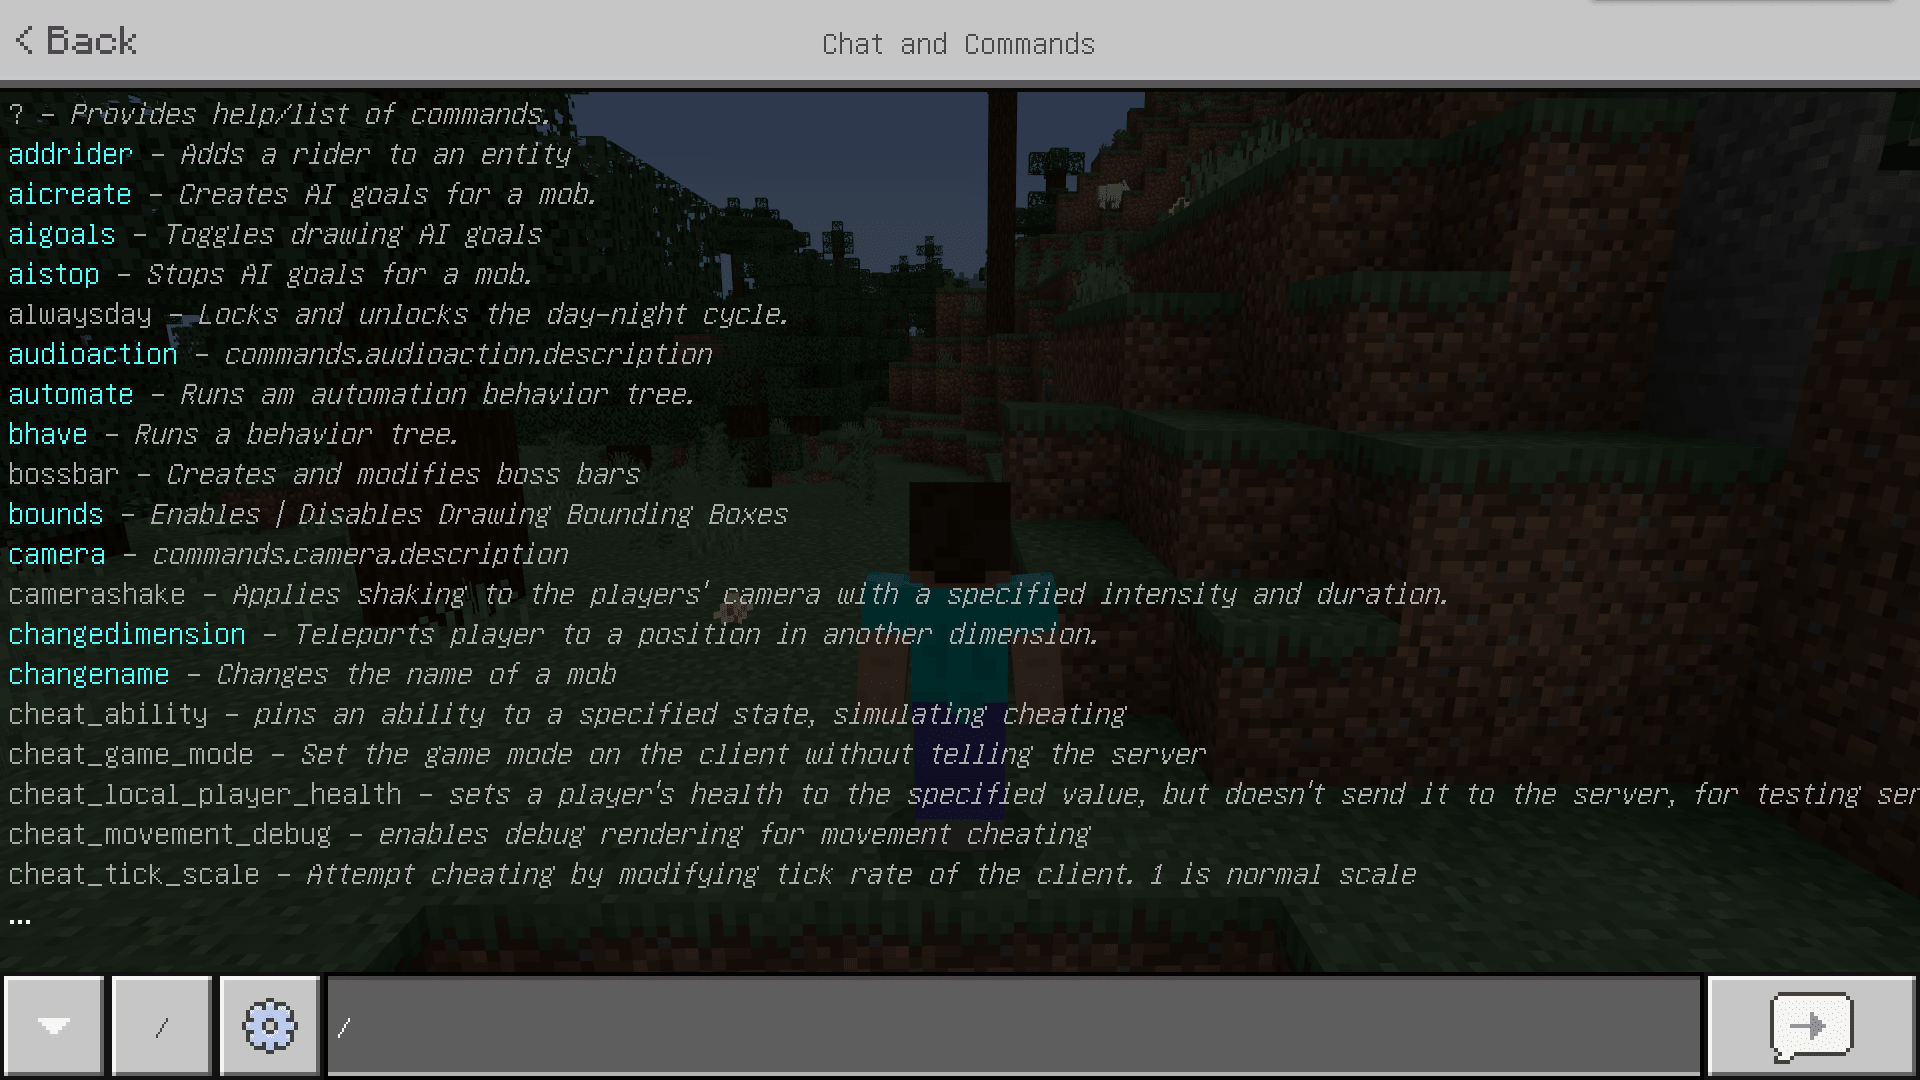 < Back
Chat and Commands
? - Provides help/list of commands.
addrider - Adds a rider to an entity
aicreate - Creates AI goals for a mob.
aigoals - Toggles drawing AI goals
aistop - Stops AI goals for a mob.
alwaysday - Locks and unlocks the day-night cycle.
audioaction - commands.audioaction.description
automate - Runs am automation behavior tree.
bhave - Runs a behavior tree.
bossbar - Creates and modifies boss bars
bounds - Enables | Disables Drawing Bounding Boxes
camera - commands.camera.description
camerashake - Applies shaking to the players' camera with a specified intensity and duration.
changedimension - Teleports player to a position in another dimension.
changename - Changes the name of a mob
cheat_ability - pins an ability to a specified state, simulating cheating
cheat_game_mode - Set the game mode on the client without telling the server
cheat_local_player_health - sets a player's health to the specified value, but doesn't send it to the server, for testing ser
cheat_movement_debug - enables debug rendering for movement cheating
cheat_tick_scale - Attempt cheating by modifying tick rate of the client. 1 is normal scale
...
/
/